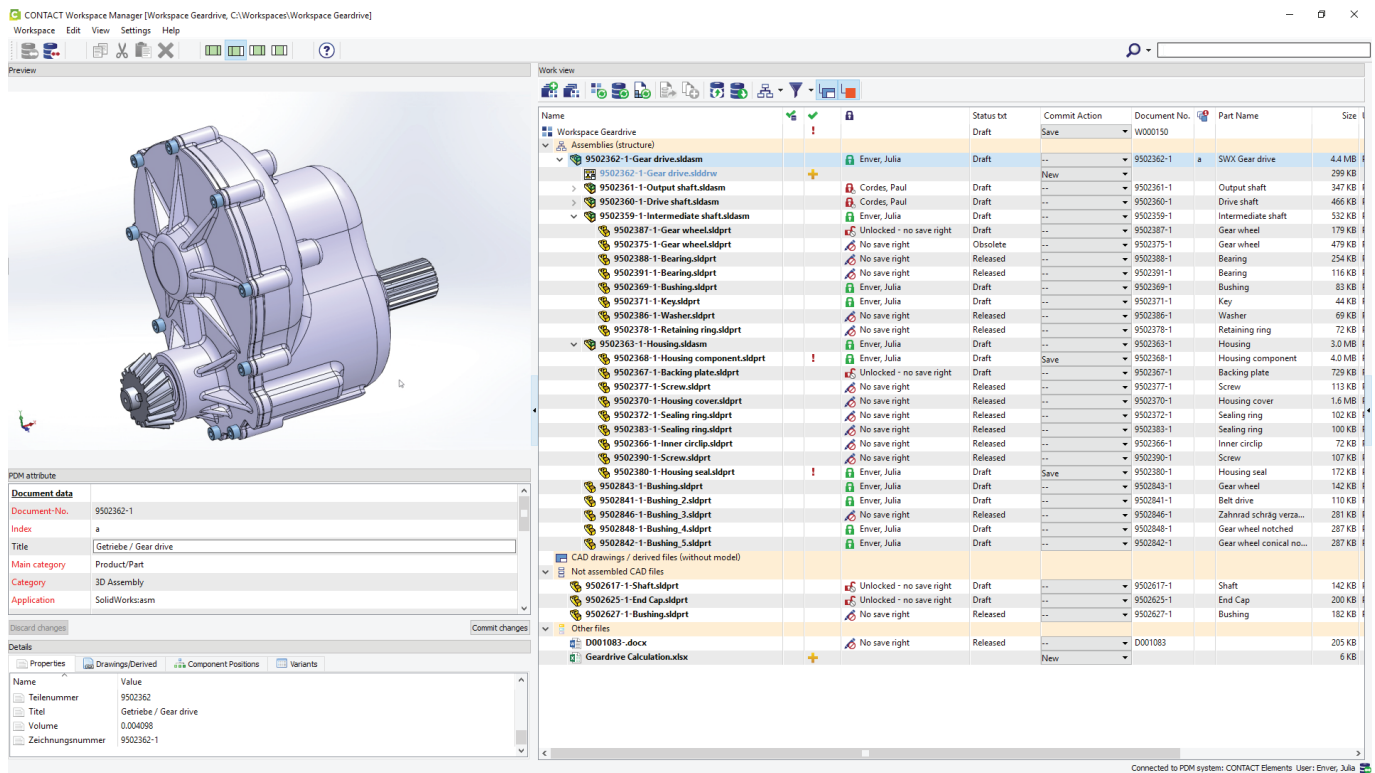 CONTACT Workspace Manager [Workspace Geardrive, C:\Workspaces\Workspace Geardrive]
Workspace Edit View Settings Help
Preview
Work view
Name Status txt Commit Action Document No. Part Name Size
Workspace Geardrive ! Draft Save W000150
Assemblies (structure)
9502362-1-Gear drive.sldasm Enver, Julia Draft -- 9502362-1 a SWX Gear drive 4.4 MB
9502362-1-Gear drive.slddrw New 299 KB
9502361-1-Output shaft.sldasm Cordes, Paul Draft -- 9502361-1 Output shaft 347 KB
9502360-1-Drive shaft.sldasm Cordes, Paul Draft -- 9502360-1 Drive shaft 466 KB
9502359-1-Intermediate shaft.sldasm Enver, Julia Draft -- 9502359-1 Intermediate shaft 532 KB
9502387-1-Gear wheel.sldprt Unlocked - no save right Draft -- 9502387-1 Gear wheel 179 KB
9502375-1-Gear wheel.sldprt No save right Obsolete -- 9502375-1 Gear wheel 479 KB
9502388-1-Bearing.sldprt No save right Released -- 9502388-1 Bearing 254 KB
9502391-1-Bearing.sldprt No save right Released -- 9502391-1 Bearing 116 KB
9502369-1-Bushing.sldprt Enver, Julia Draft -- 9502369-1 Bushing 83 KB
9502371-1-Key.sldprt Enver, Julia Draft -- 9502371-1 Key 44 KB
9502386-1-Washer.sldprt No save right Released -- 9502386-1 Washer 69 KB
9502378-1-Retaining ring.sldprt No save right Released -- 9502378-1 Retaining ring 72 KB
9502363-1-Housing.sldasm Enver, Julia Draft -- 9502363-1 Housing 3.0 MB
9502368-1-Housing component.sldprt ! Enver, Julia Draft Save 9502368-1 Housing component 4.0 MB
9502367-1-Backing plate.sldprt Unlocked - no save right Draft -- 9502367-1 Backing plate 729 KB
9502377-1-Screw.sldprt No save right Released -- 9502377-1 Screw 113 KB
9502370-1-Housing cover.sldprt No save right Released -- 9502370-1 Housing cover 1.6 MB
9502372-1-Sealing ring.sldprt No save right Released -- 9502372-1 Sealing ring 102 KB
9502383-1-Sealing ring.sldprt No save right Released -- 9502383-1 Sealing ring 100 KB
9502366-1-Inner circlip.sldprt No save right Released -- 9502366-1 Inner circlip 72 KB
9502390-1-Screw.sldprt No save right Released -- 9502390-1 Screw 107 KB
9502380-1-Housing seal.sldprt ! Enver, Julia Draft Save 9502380-1 Housing seal 172 KB
9502843-1-Bushing.sldprt Enver, Julia Draft -- 9502843-1 Gear wheel 142 KB
9502841-1-Bushing_2.sldprt Enver, Julia Draft -- 9502841-1 Belt drive 110 KB
9502846-1-Bushing_3.sldprt No save right Released -- 9502846-1 Zahnrad schräg verza... 281 KB
9502848-1-Bushing_4.sldprt Enver, Julia Draft -- 9502848-1 Gear wheel notched 287 KB
9502842-1-Bushing_5.sldprt Enver, Julia Draft -- 9502842-1 Gear wheel conical no... 287 KB
CAD drawings / derived files (without model)
Not assembled CAD files
9502617-1-Shaft.sldprt Unlocked - no save right Draft -- 9502617-1 Shaft 142 KB
9502625-1-End Cap.sldprt Unlocked - no save right Draft -- 9502625-1 End Cap 200 KB
9502627-1-Bushing.sldprt No save right Released -- 9502627-1 Bushing 182 KB
Other files
D001083-.docx No save right Released -- D001083 205 KB
Geardrive Calculation.xlsx New 6 KB
PDM attribute
Document data
Document-No. 9502362-1
Index a
Title Getriebe / Gear drive
Main category Product/Part
Category 3D Assembly
Application SolidWorks:asm
Discard changes Commit changes
Details
Properties Drawings/Derived Component Positions Variants
Name Value
Teilenummer 9502362
Titel Getriebe / Gear drive
Volume 0.004098
Zeichnungsnummer 9502362-1
Connected to PDM system: CONTACT Elements User: Enver, Julia